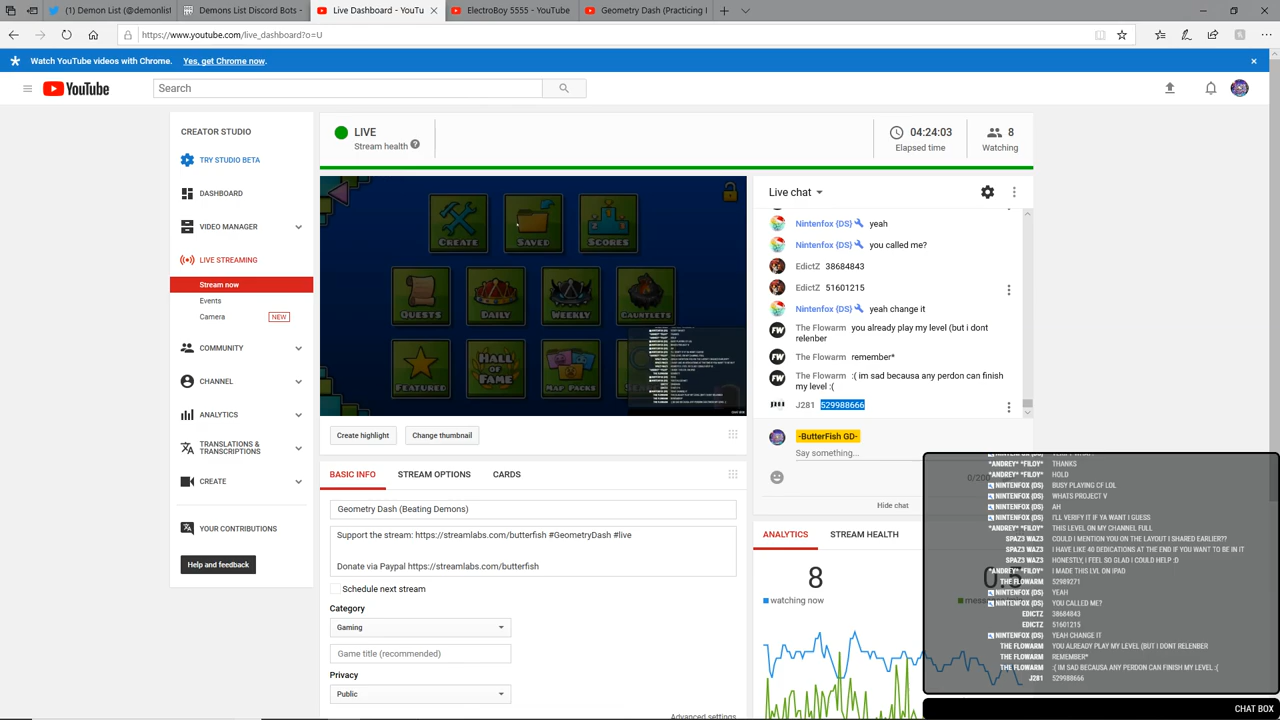 (1) Demon List (@demonlist
Demons List Discord Bots -
Live Dashboard - YouTu
ElectroBoy 5555 - YouTube
Geometry Dash (Practicing
https://www.youtube.com/live_dashboard?o=U
Watch YouTube videos with Chrome. Yes, get Chrome now.
YouTube
Search
CREATOR STUDIO
TRY STUDIO BETA
DASHBOARD
VIDEO MANAGER
LIVE STREAMING
Stream now
Events
Camera
NEW
COMMUNITY
CHANNEL
ANALYTICS
TRANSLATIONS &
TRANSCRIPTIONS
CREATE
YOUR CONTRIBUTIONS
Help and feedback
LIVE
Stream health
04:24:03
Elapsed time
8
Watching
CREATE
SAVED
SCORES
QUESTS
DAILY
WEEKLY
GAUNTLETS
HALL
OF
FAME
MAP PACKS
Create highlight
Change thumbnail
BASIC INFO
STREAM OPTIONS
CARDS
Geometry Dash (Beating Demons)
Support the stream: https://streamlabs.com/butterfish #GeometryDash #live
Donate via Paypal https://streamlabs.com/butterfish
Schedule next stream
Category
Gaming
Game title (recommended)
Privacy
Public
Advanced settings
Live chat
Nintenfox {DS} yeah
Nintenfox {DS} you called me?
EdictZ 38684843
EdictZ 51601215
Nintenfox {DS} yeah change it
The Flowarm you already play my level (but i dont
relenber
The Flowarm remember*
The Flowarm :( im sad becausa any perdon can finish
my level :(
J281 529988666
-ButterFish GD-
Say something...
0/200
Hide chat
ANALYTICS
STREAM HEALTH
8
watching now
0.5
*ANDREY* *FILOY* THANKS
*ANDREY* *FILOY* HOLD
NINTENFOX {DS} BUSY PLAYING CF LOL
NINTENFOX {DS} WHATS PROJECT V
NINTENFOX {DS} AH
NINTENFOX {DS} I'LL VERIFY IT IF YA WANT I GUESS
*ANDREY* *FILOY* THIS LEVEL ON MY CHANNEL FULL
SPAZ3 WAZ3 COULD I MENTION YOU ON THE LAYOUT I SHARED EARLIER??
SPAZ3 WAZ3 I HAVE LIKE 40 DEDICATIONS AT THE END IF YOU WANT TO BE IN IT
SPAZ3 WAZ3 HONESTLY, I FEEL SO GLAD I COULD HELP :D
*ANDREY* *FILOY* I MADE THIS LVL ON IPAD
THE FLOWARM 52989271
NINTENFOX {DS} YEAH
NINTENFOX {DS} YOU CALLED ME?
EDICTZ 38684843
EDICTZ 51601215
NINTENFOX {DS} YEAH CHANGE IT
THE FLOWARM YOU ALREADY PLAY MY LEVEL (BUT I DONT RELENBER
THE FLOWARM REMEMBER*
THE FLOWARM :( IM SAD BECAUSA ANY PERDON CAN FINISH MY LEVEL :(
J281 529988666
CHAT BOX